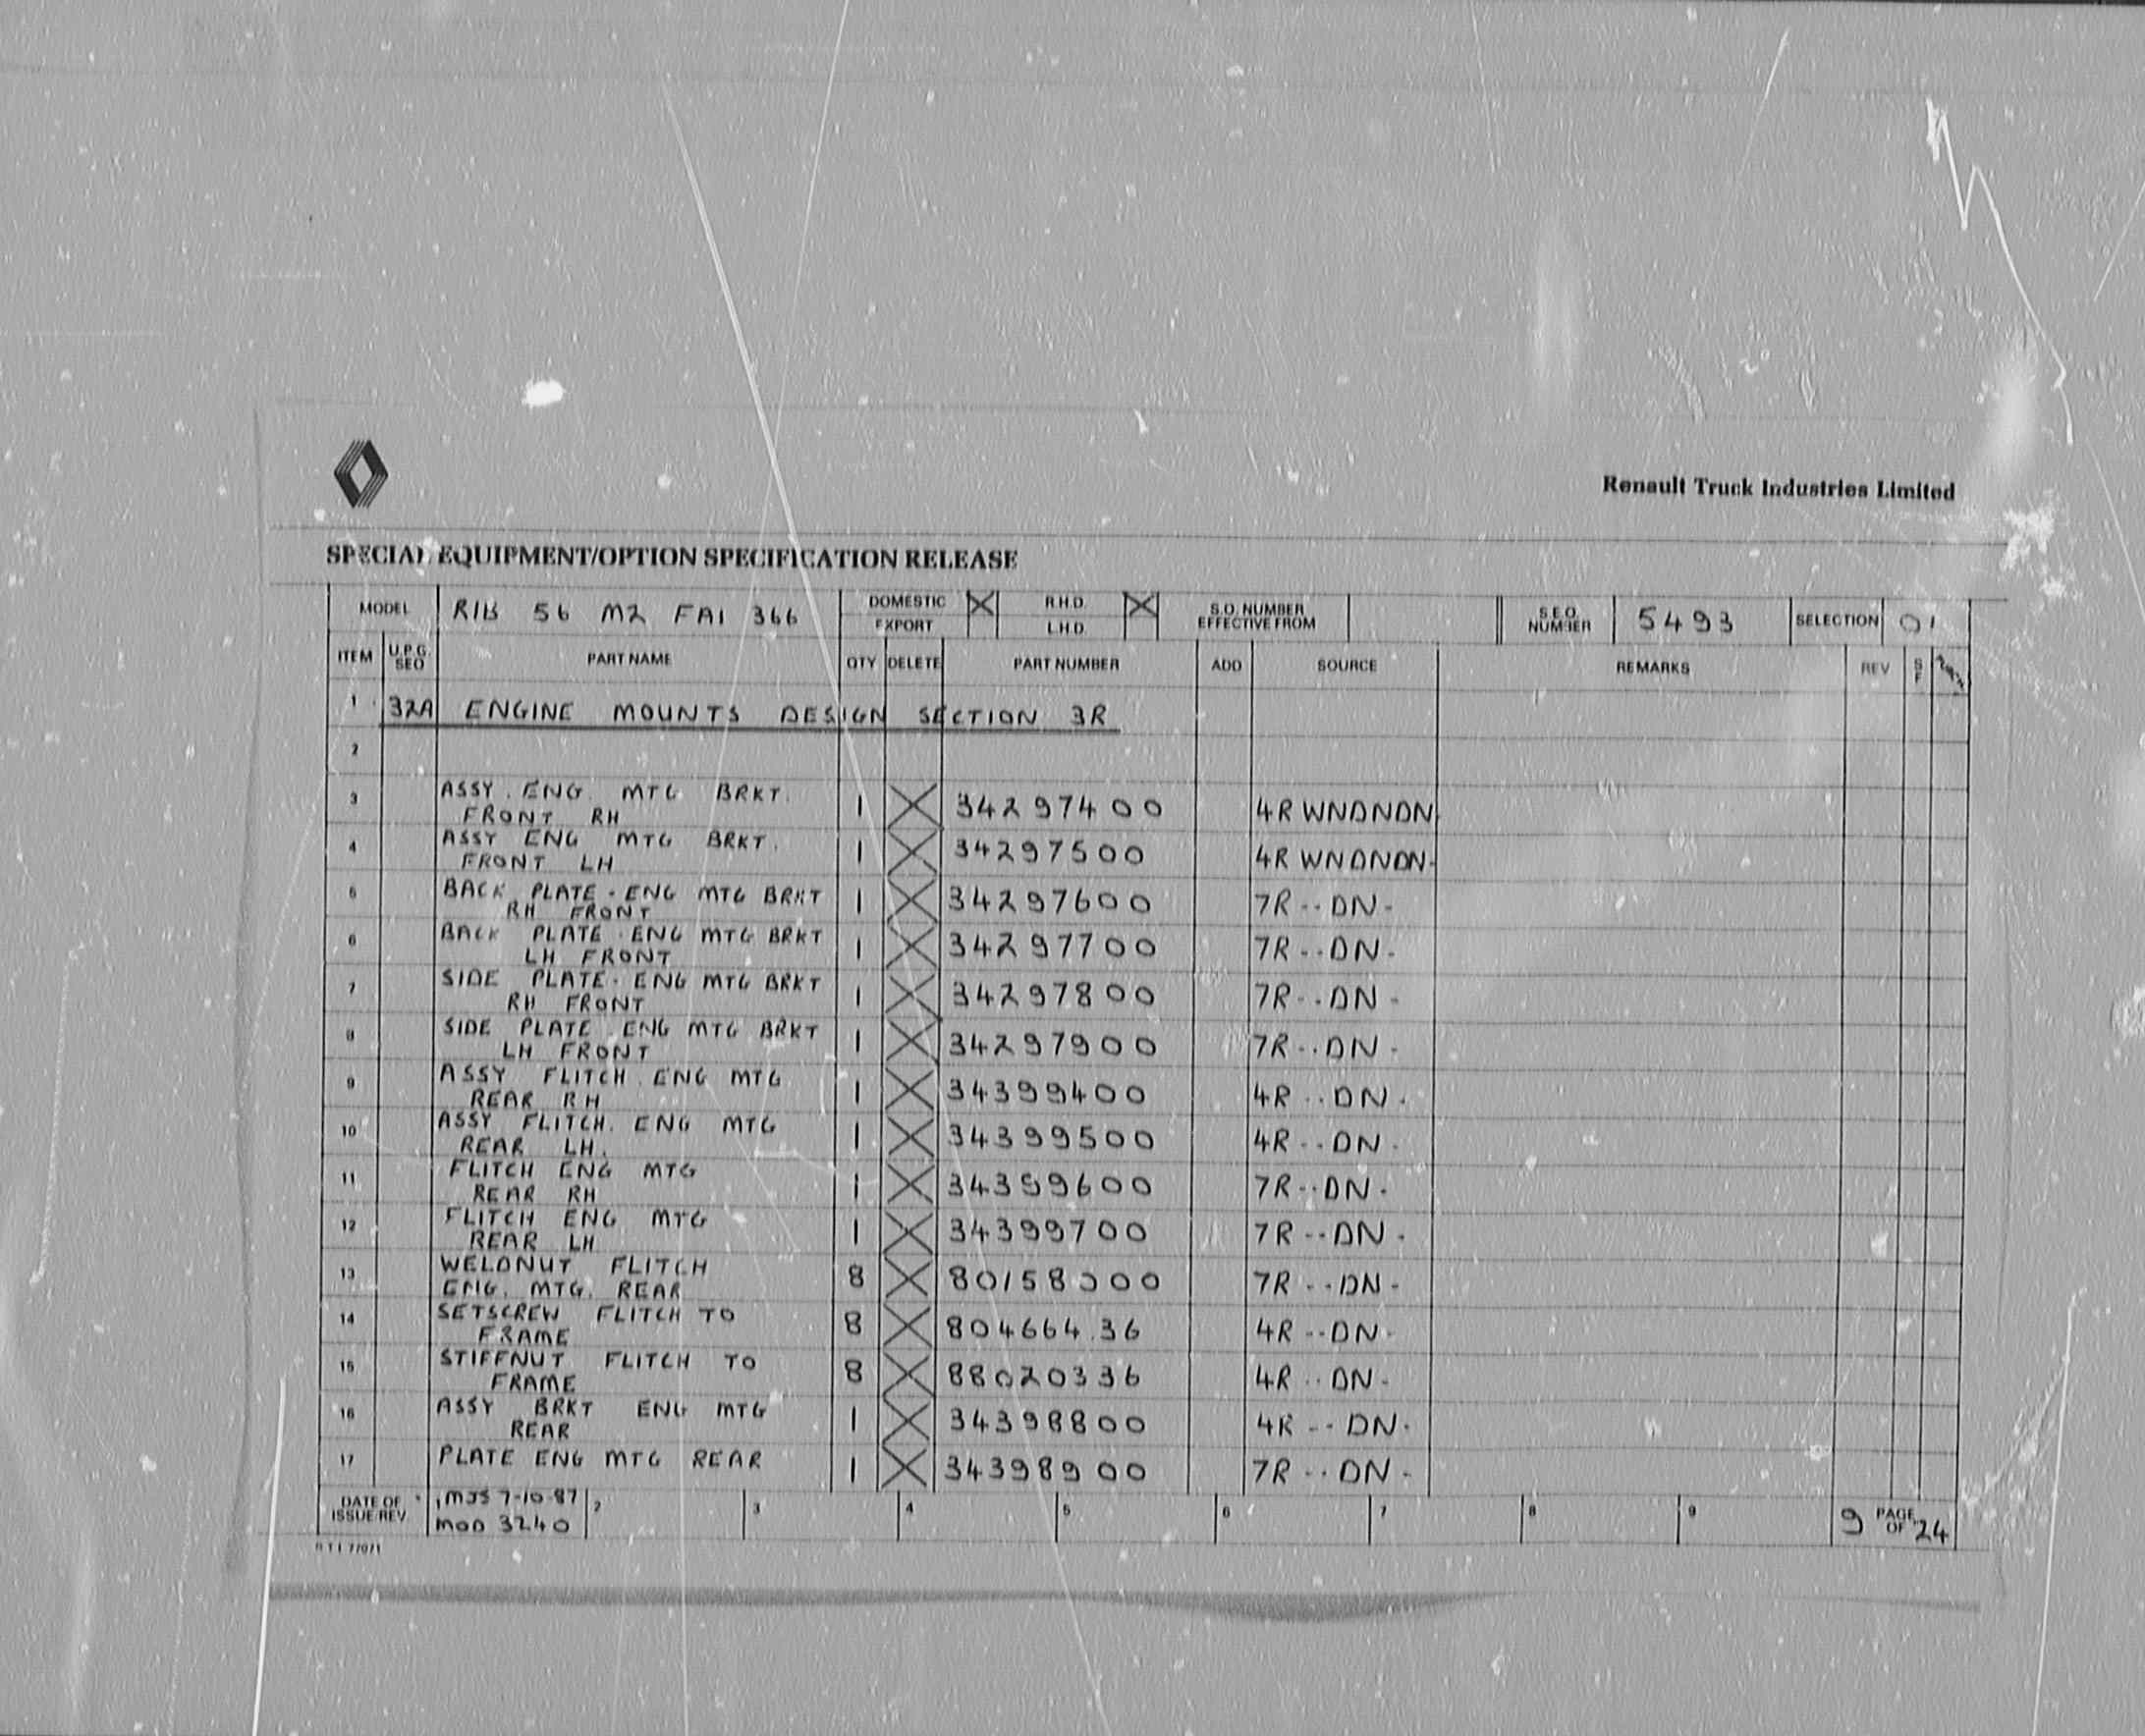 Renault Truck Industries Limited
SPECIAL EQUIPMENT/OPTION SPECIFICATION RELEASE
MODEL R1B 56 M2 FA1 366 DOMESTIC X R.H.D. X S.O. NUMBER EFFECTIVE FROM S.E.O. NUMBER 5493 SELECTION 01
EXPORT L.H.D.
ITEM U.P.G. SEQ PART NAME QTY DELETE PART NUMBER ADD SOURCE REMARKS REV S F
1 32A ENGINE MOUNTS DESIGN SECTION 3R
2
3 ASSY. ENG. MTG BRKT. 1 X 34297400 4R WNDNDN
FRONT RH
4 ASSY ENG MTG BRKT. 1 X 34297500 4R WNDNDN-
FRONT LH
5 BACK PLATE - ENG MTG BRKT 1 X 34297600 7R -- DN -
RH FRONT
6 BACK PLATE ENG MTG BRKT 1 X 34297700 7R -- DN -
LH FRONT
7 SIDE PLATE - ENG MTG BRKT 1 X 34297800 7R -- DN -
RH FRONT
8 SIDE PLATE ENG MTG BRKT 1 X 34297900 7R -- DN -
LH FRONT
9 ASSY FLITCH ENG MTG 1 X 34399400 4R -- DN -
REAR RH
10 ASSY FLITCH. ENG MTG 1 X 34399500 4R -- DN -
REAR LH.
11 FLITCH ENG MTG 1 X 34399600 7R -- DN -
REAR RH
12 FLITCH ENG MTG 1 X 34399700 7R -- DN -
REAR LH
13 WELDNUT FLITCH 8 X 80158000 7R -- DN -
ENG. MTG. REAR
14 SETSCREW FLITCH TO 8 X 80466436 4R -- DN -
FRAME
15 STIFFNUT FLITCH TO 8 X 88020336 4R -- DN -
FRAME
16 ASSY BRKT ENG MTG 1 X 34398800 4R -- DN -
REAR
17 PLATE ENG MTG REAR 1 X 34398900 7R -- DN -
DATE OF ISSUE/REV 1 MJS 7-10-87 2 3 4 5 6 7 8 9 9 PAGE OF 24
MOD 3240